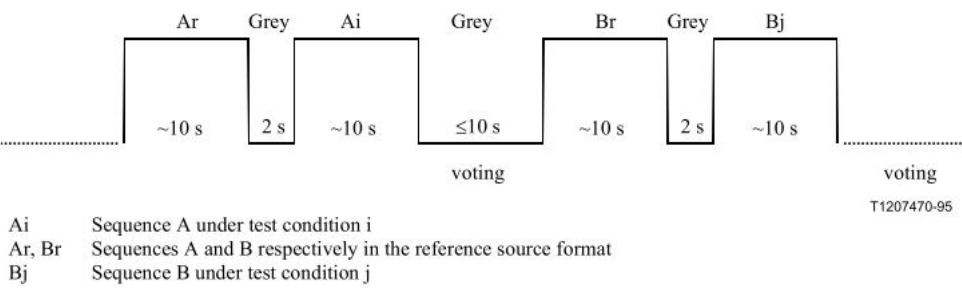 Ar Grey Ai Grey Br Grey Bj
~10 s 2 s ~10 s ≤10 s ~10 s 2 s ~10 s
voting voting
T1207470-95
Ai Sequence A under test condition i
Ar, Br Sequences A and B respectively in the reference source format
Bj Sequence B under test condition j